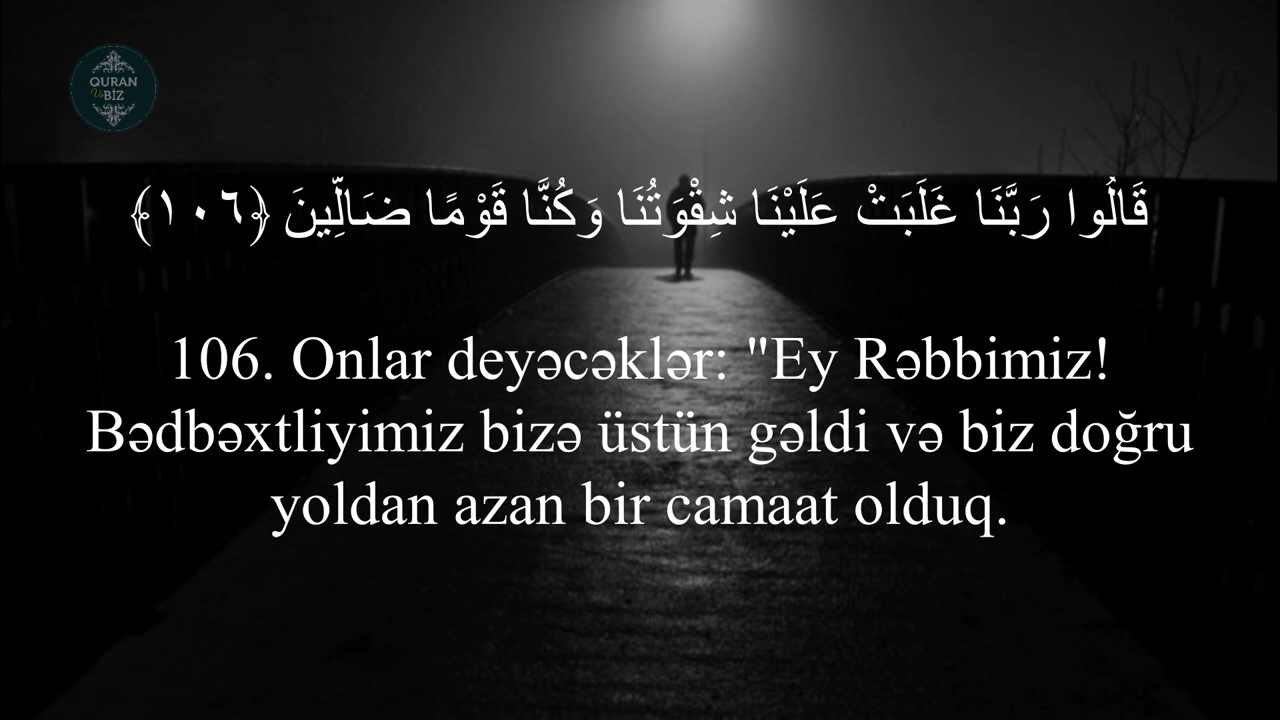 QURAN
Və
BİZ
قَالُوا رَبَّنَا غَلَبَتْ عَلَيْنَا شِقْوَتُنَا وَكُنَّا قَوْمًا ضَالِّينَ ﴿١٠٦﴾
106. Onlar deyəcəklər: "Ey Rəbbimiz!
Bədbəxtliyimiz bizə üstün gəldi və biz doğru
yoldan azan bir camaat olduq.